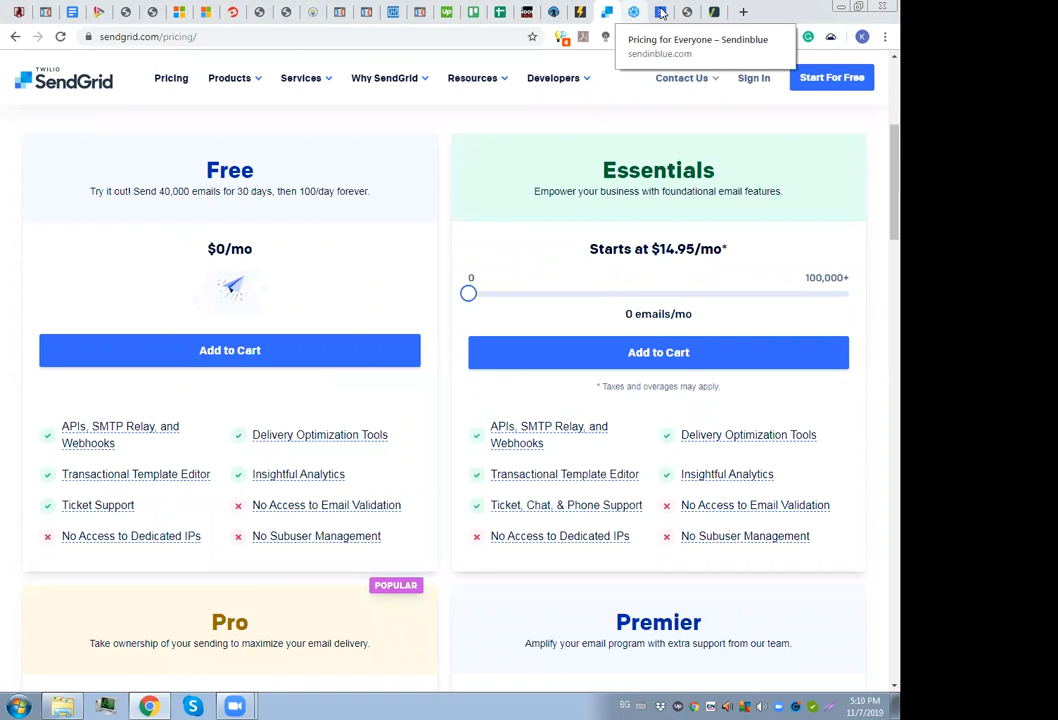 sendgrid.com/pricing/
4
K
Pricing for Everyone – Sendinblue
sendinblue.com
TWILIO
SendGrid
Pricing
Products
Services
Why SendGrid
Resources
Developers
Contact Us
Sign In
Start For Free
Free
Try it out! Send 40,000 emails for 30 days, then 100/day forever.
$0/mo
Add to Cart
APIs, SMTP Relay, and
Webhooks
Delivery Optimization Tools
Transactional Template Editor
Insightful Analytics
Ticket Support
No Access to Email Validation
No Access to Dedicated IPs
No Subuser Management
Essentials
Empower your business with foundational email features.
Starts at $14.95/mo*
0
100,000+
0 emails/mo
Add to Cart
* Taxes and overages may apply.
APIs, SMTP Relay, and
Webhooks
Delivery Optimization Tools
Transactional Template Editor
Insightful Analytics
Ticket, Chat, & Phone Support
No Access to Email Validation
No Access to Dedicated IPs
No Subuser Management
POPULAR
Pro
Take ownership of your sending to maximize your email delivery.
Premier
Amplify your email program with extra support from our team.
BG
5:10 PM
11/7/2019